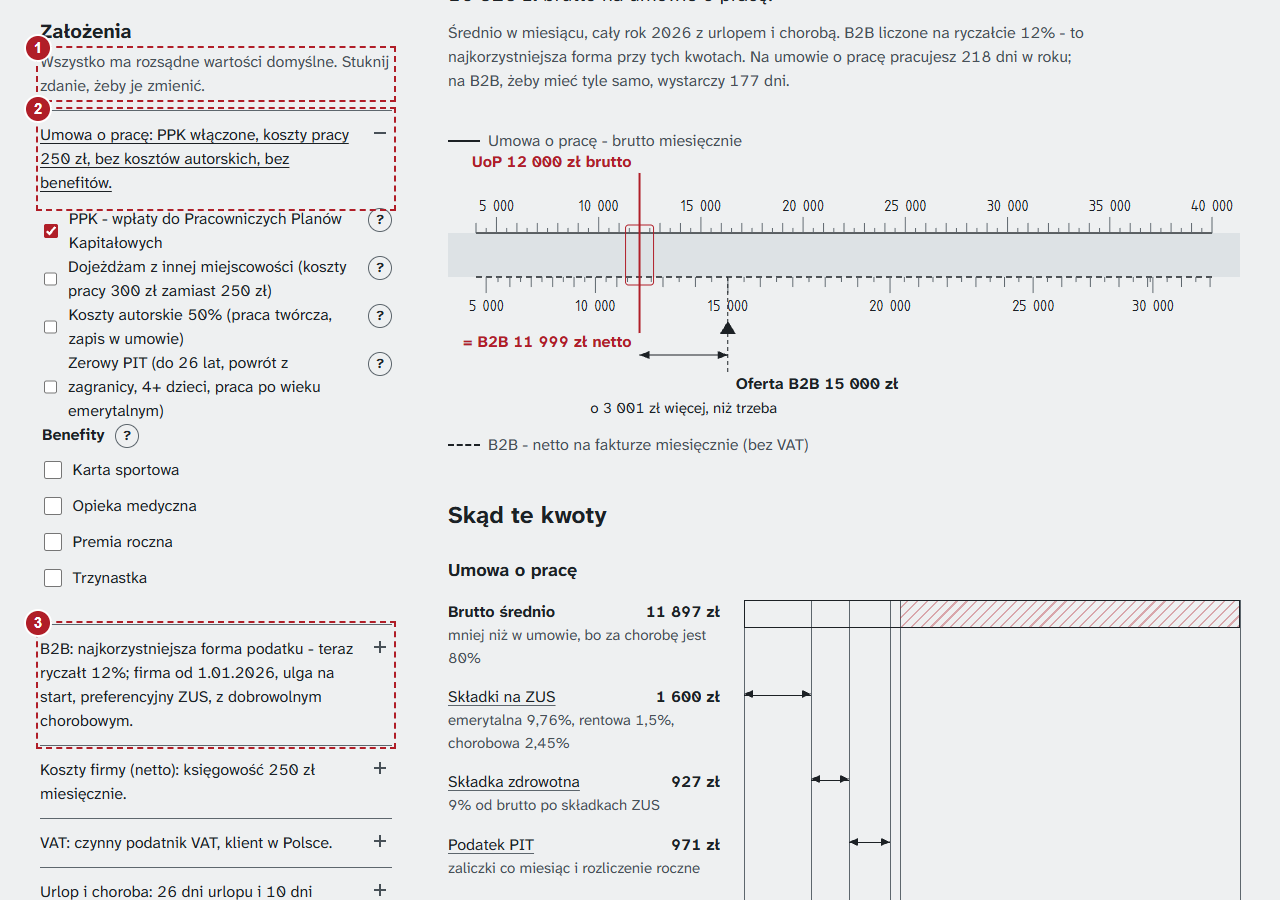 Założenia
1
Wszystko ma rozsądne wartości domyślne. Stuknij
zdanie, żeby je zmienić.
2
Umowa o pracę: PPK włączone, koszty pracy
250 zł, bez kosztów autorskich, bez
benefitów.
PPK - wpłaty do Pracowniczych Planów
Kapitałowych
?
Dojeżdżam z innej miejscowości (koszty
pracy 300 zł zamiast 250 zł)
?
Koszty autorskie 50% (praca twórcza,
zapis w umowie)
?
Zerowy PIT (do 26 lat, powrót z
zagranicy, 4+ dzieci, praca po wieku
emerytalnym)
?
Benefity ?
Karta sportowa
Opieka medyczna
Premia roczna
Trzynastka
3
B2B: najkorzystniejsza forma podatku - teraz
ryczałt 12%; firma od 1.01.2026, ulga na
start, preferencyjny ZUS, z dobrowolnym
chorobowym.
Koszty firmy (netto): księgowość 250 zł
miesięcznie.
VAT: czynny podatnik VAT, klient w Polsce.
Urlop i choroba: 26 dni urlopu i 10 dni
Średnio w miesiącu, cały rok 2026 z urlopem i chorobą. B2B liczone na ryczałcie 12% - to
najkorzystniejsza forma przy tych kwotach. Na umowie o pracę pracujesz 218 dni w roku;
na B2B, żeby mieć tyle samo, wystarczy 177 dni.
Umowa o pracę - brutto miesięcznie
UoP 12 000 zł brutto
5 000 10 000 15 000 20 000 25 000 30 000 35 000 40 000
5 000 10 000 15 000 20 000 25 000 30 000
= B2B 11 999 zł netto
Oferta B2B 15 000 zł
o 3 001 zł więcej, niż trzeba
B2B - netto na fakturze miesięcznie (bez VAT)
Skąd te kwoty
Umowa o pracę
Brutto średnio 11 897 zł
mniej niż w umowie, bo za chorobę jest
80%
Składki na ZUS 1 600 zł
emerytalna 9,76%, rentowa 1,5%,
chorobowa 2,45%
Składka zdrowotna 927 zł
9% od brutto po składkach ZUS
Podatek PIT 971 zł
zaliczki co miesiąc i rozliczenie roczne